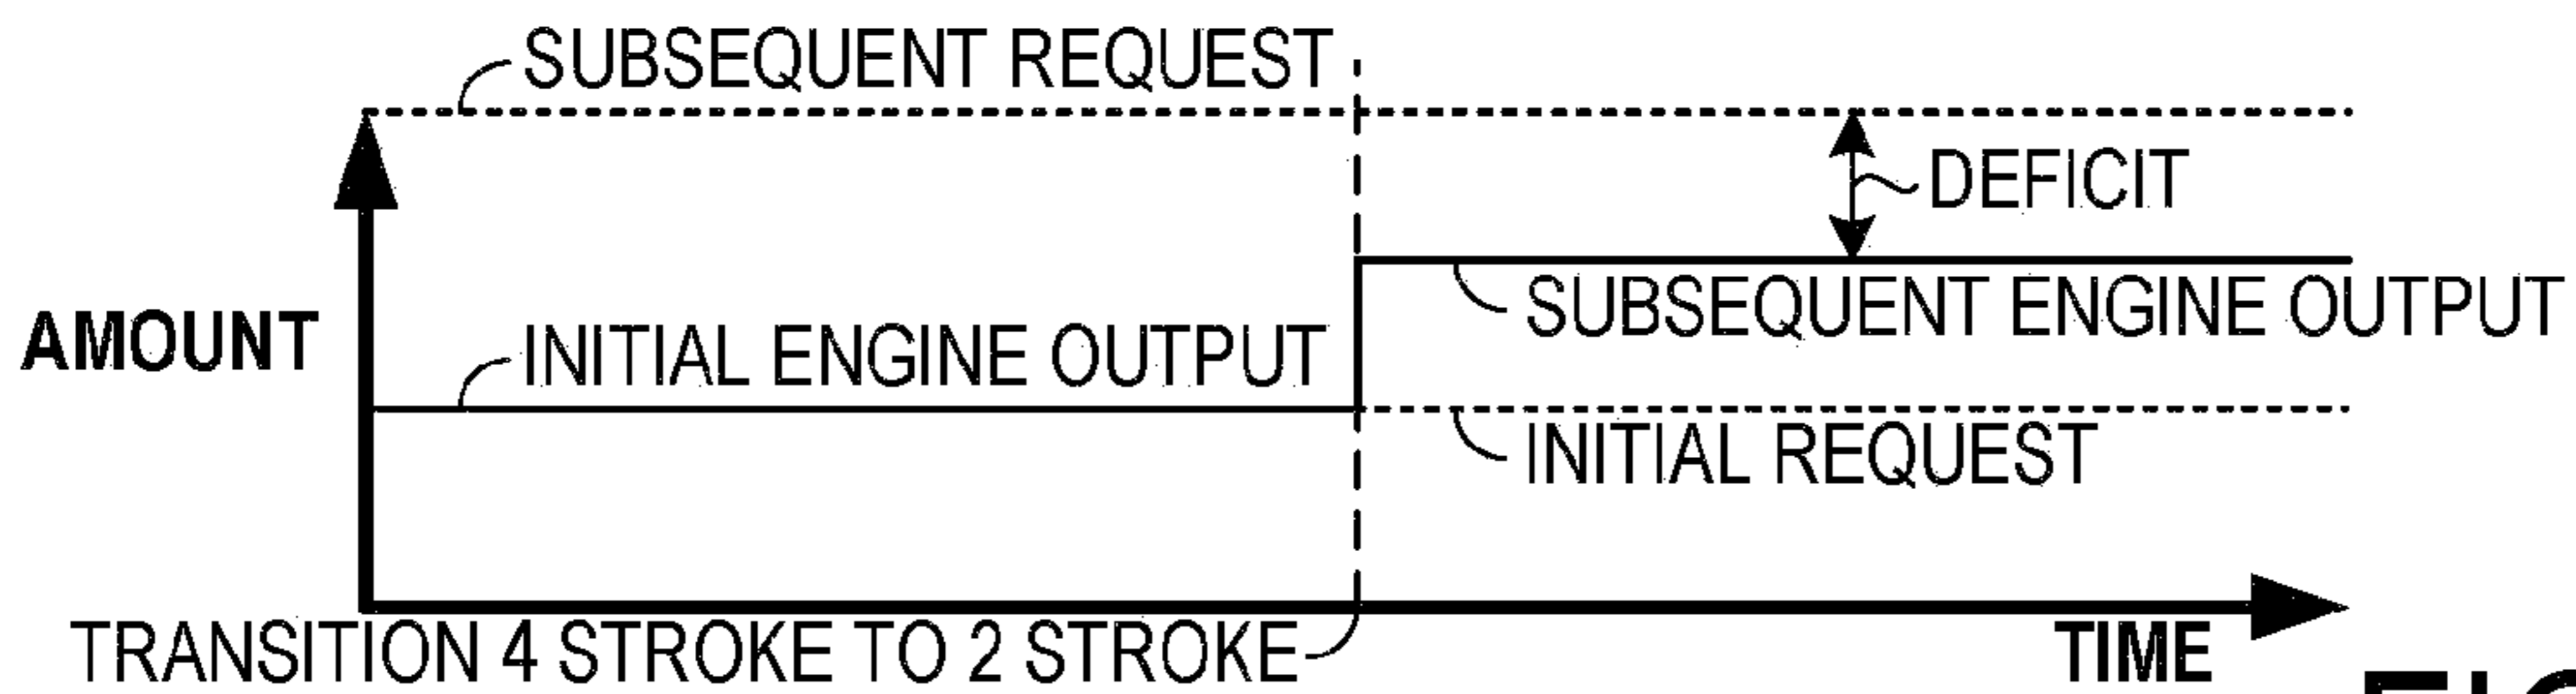 SUBSEQUENT REQUEST
DEFICIT
SUBSEQUENT ENGINE OUTPUT
AMOUNT
INITIAL ENGINE OUTPUT
INITIAL REQUEST
TRANSITION 4 STROKE TO 2 STROKE
TIME